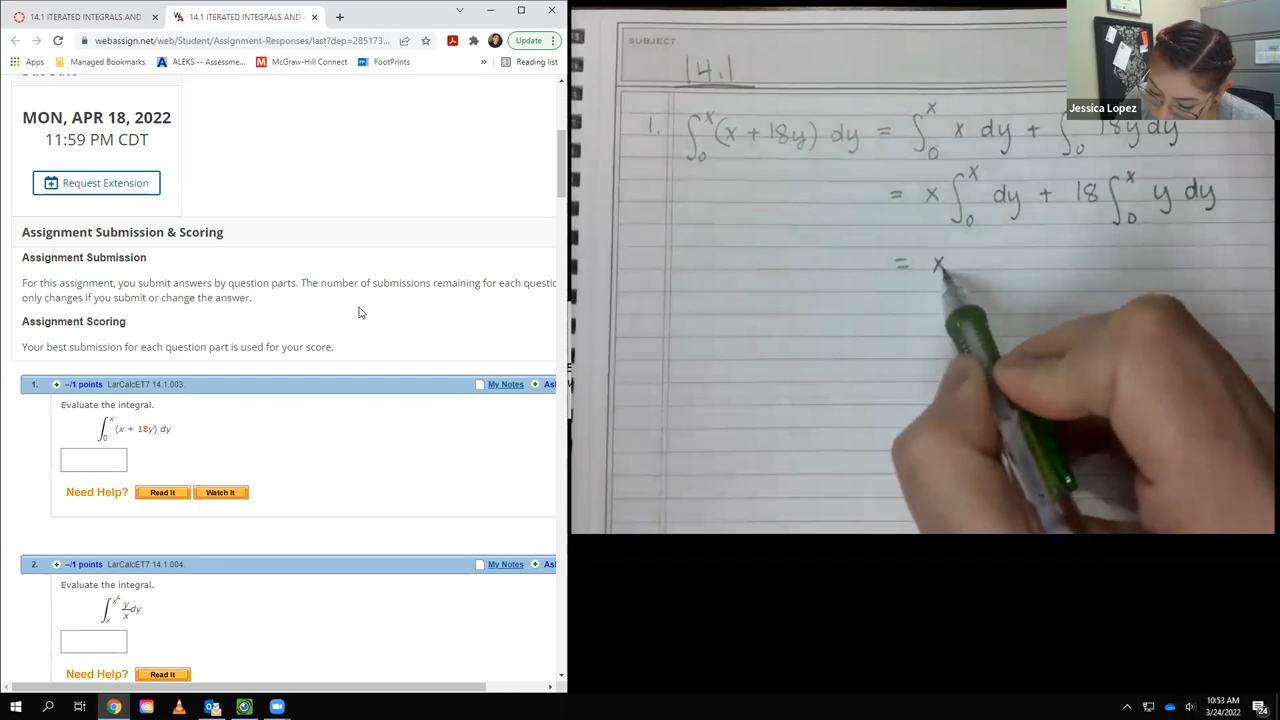 14.1 ITERATED INTEGRALS AND
14.1 ITERATED INTEGRALS AND
webassign.net/web/Student/Assignment-Responses/last?dep=285173...
Update
Apps
Managed Bookmarks
ALEKS -- Assessme...
McGraw-Hill Connect
FootPrints
»
Reading list
MON, APR 18, 2022
11:59 PM CDT
Request Extension
Assignment Submission & Scoring
Assignment Submission
For this assignment, you submit answers by question parts. The number of submissions remaining for each questio
only changes if you submit or change the answer.
Assignment Scoring
Your best submission for each question part is used for your score.
1. –/1 points LarCalcET7 14.1.003. My Notes
Evaluate the integral.
∫₀ˣ (x + 18y) dy
Need Help? Read It Watch It
2. –/1 points LarCalcET7 14.1.004. My Notes
Evaluate the integral.
Need Help? Read It
SUBJECT
14.1
1. ∫₀ˣ (x + 18y) dy = ∫₀ˣ x dy + ∫₀ 18y dy
= x ∫₀ˣ dy + 18 ∫₀ˣ y dy
= x
Jessica Lopez
10:53 AM
3/24/2022
24